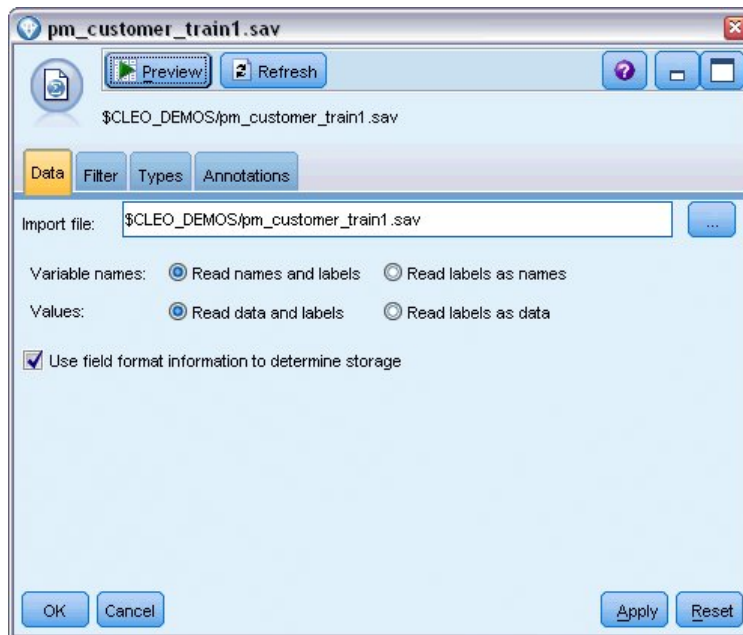 pm_customer_train1.sav
Preview Refresh ?
$CLEO_DEMOS/pm_customer_train1.sav
Data Filter Types Annotations
Import file: $CLEO_DEMOS/pm_customer_train1.sav ...
Variable names: Read names and labels Read labels as names
Values: Read data and labels Read labels as data
Use field format information to determine storage
OK Cancel Apply Reset